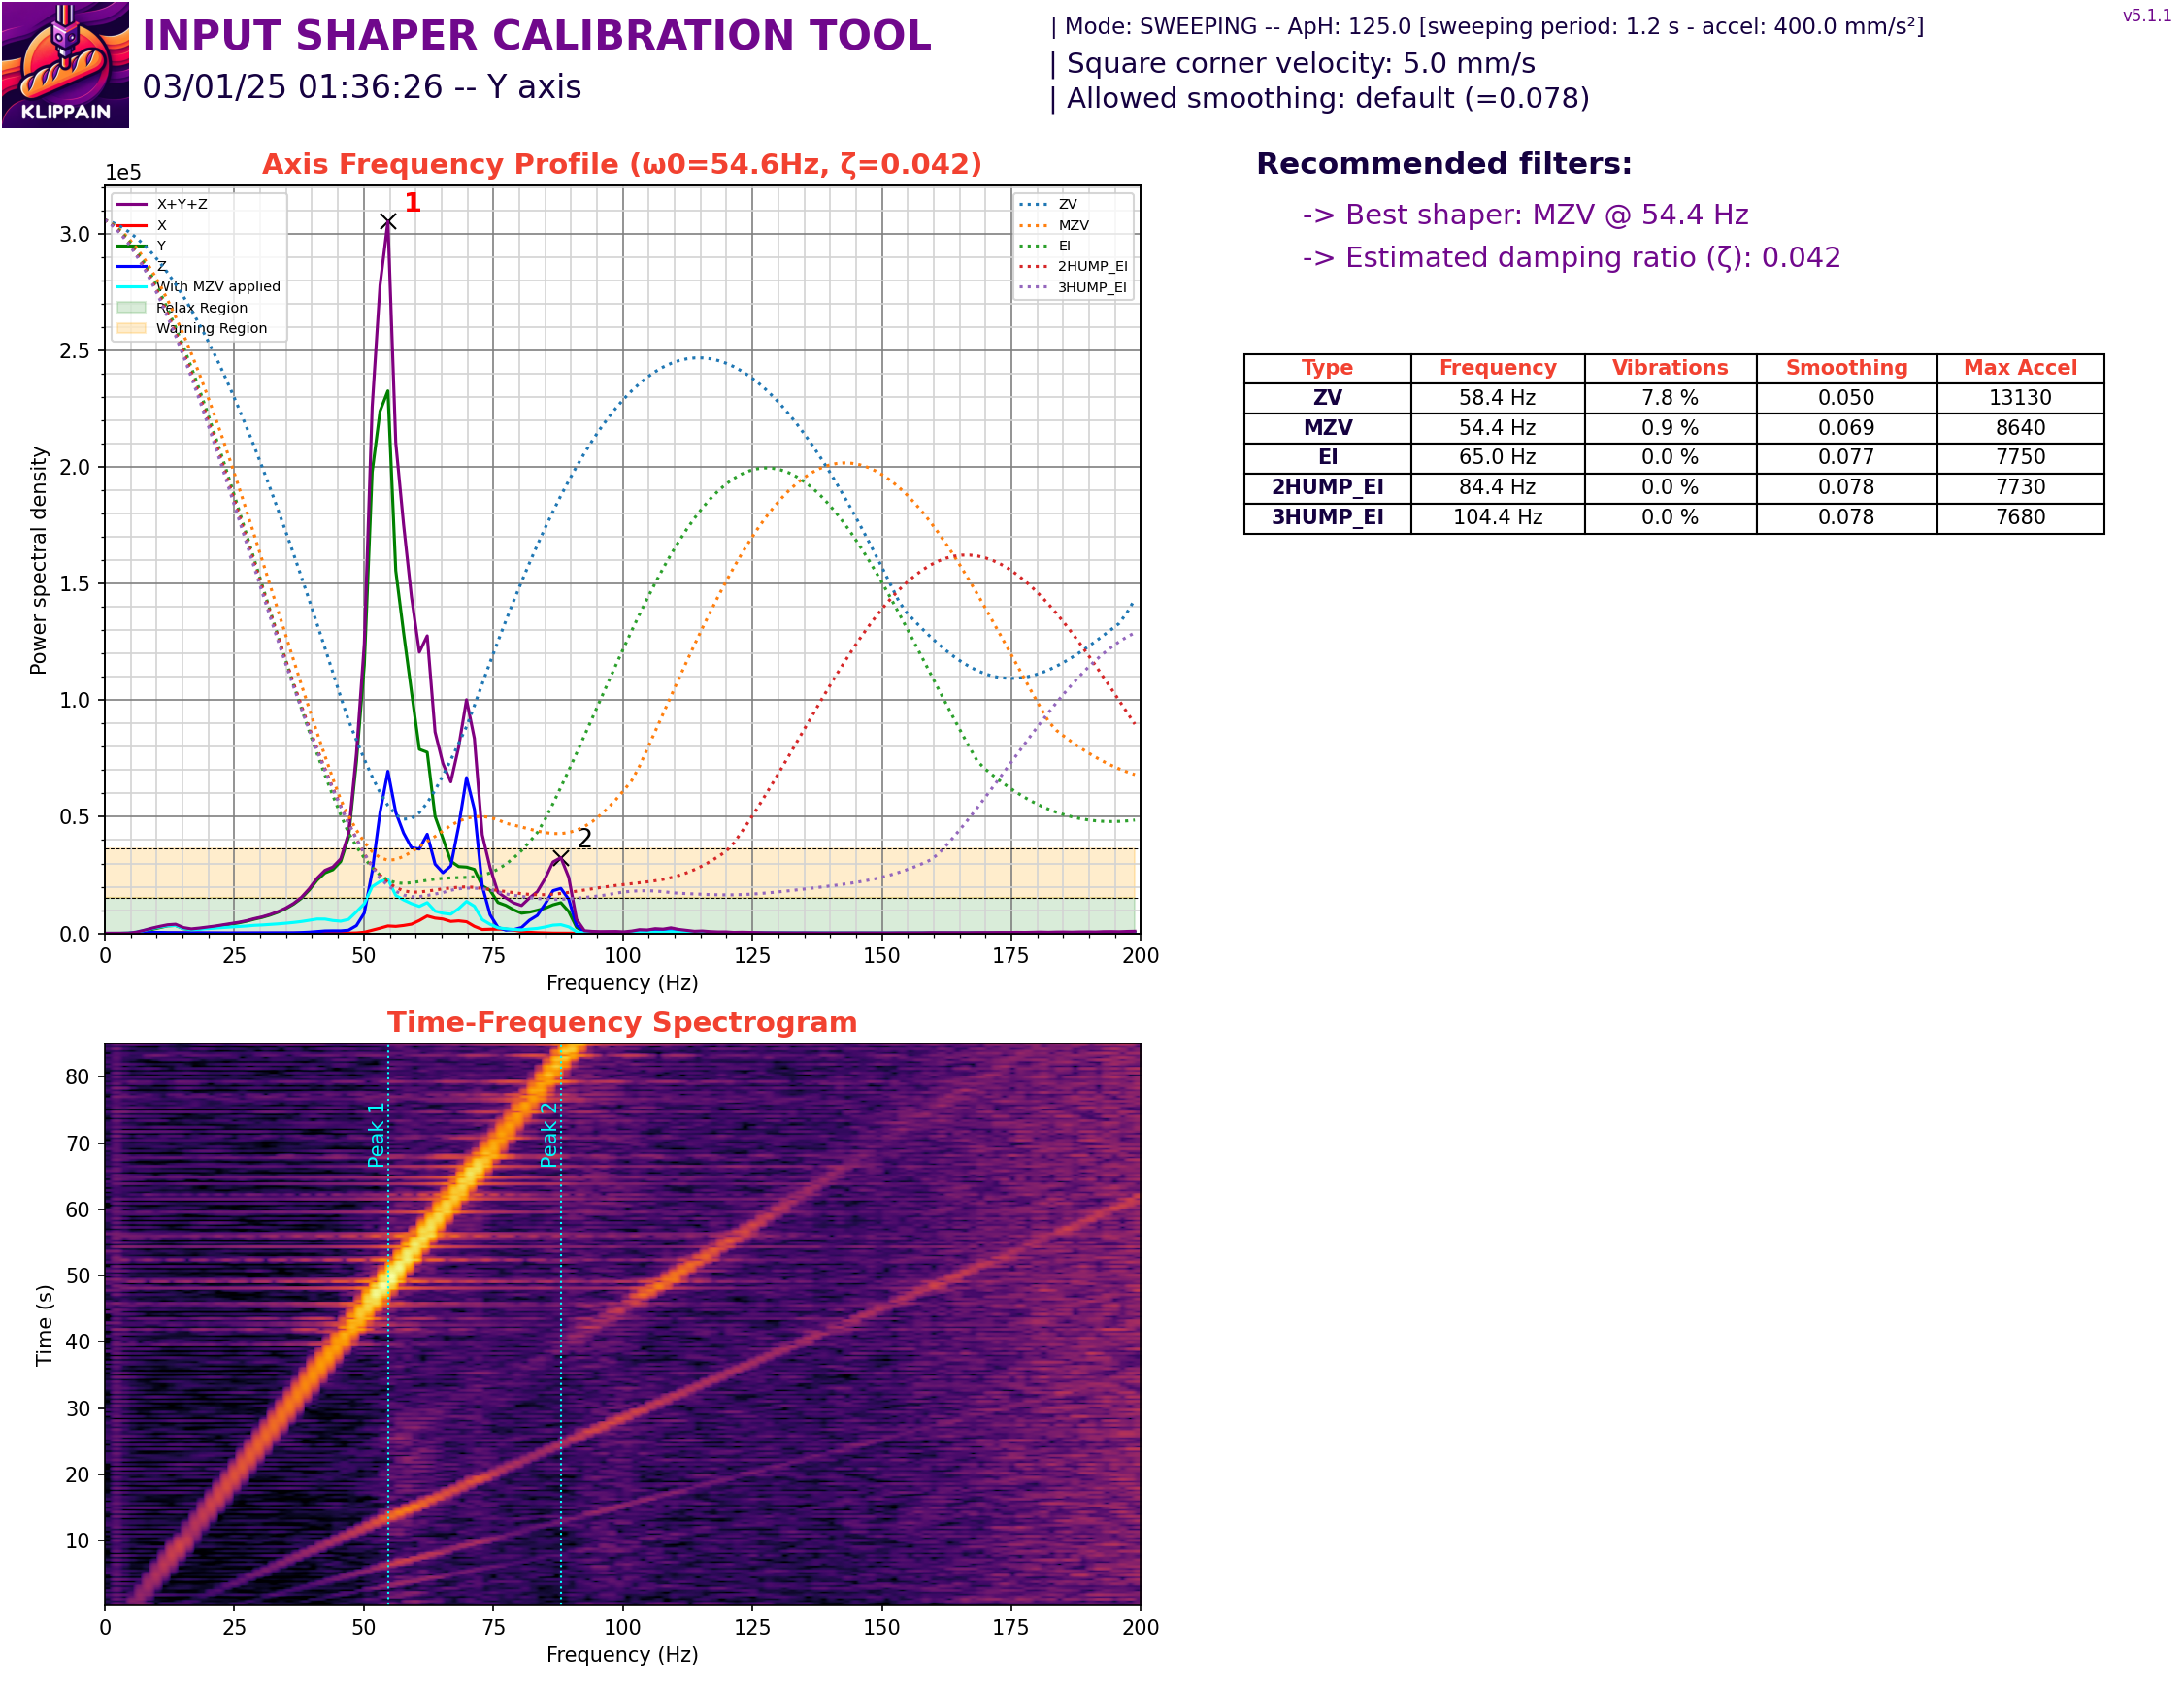 KLIPPAIN
INPUT SHAPER CALIBRATION TOOL
03/01/25 01:36:26 -- Y axis
| Mode: SWEEPING -- ApH: 125.0 [sweeping period: 1.2 s - accel: 400.0 mm/s²]
| Square corner velocity: 5.0 mm/s
| Allowed smoothing: default (=0.078)
v5.1.1
Axis Frequency Profile (ω0=54.6Hz, ζ=0.042)
1e5
X+Y+Z
X
Y
Z
With MZV applied
Relax Region
Warning Region
ZV
MZV
EI
2HUMP_EI
3HUMP_EI
1
2
Power spectral density
3.0
2.5
2.0
1.5
1.0
0.5
0.0
0 25 50 75 100 125 150 175 200
Frequency (Hz)
Recommended filters:
-> Best shaper: MZV @ 54.4 Hz
-> Estimated damping ratio (ζ): 0.042
Type Frequency Vibrations Smoothing Max Accel
ZV 58.4 Hz 7.8 % 0.050 13130
MZV 54.4 Hz 0.9 % 0.069 8640
EI 65.0 Hz 0.0 % 0.077 7750
2HUMP_EI 84.4 Hz 0.0 % 0.078 7730
3HUMP_EI 104.4 Hz 0.0 % 0.078 7680
Time-Frequency Spectrogram
Peak 1
Peak 2
Time (s)
80
70
60
50
40
30
20
10
0 25 50 75 100 125 150 175 200
Frequency (Hz)